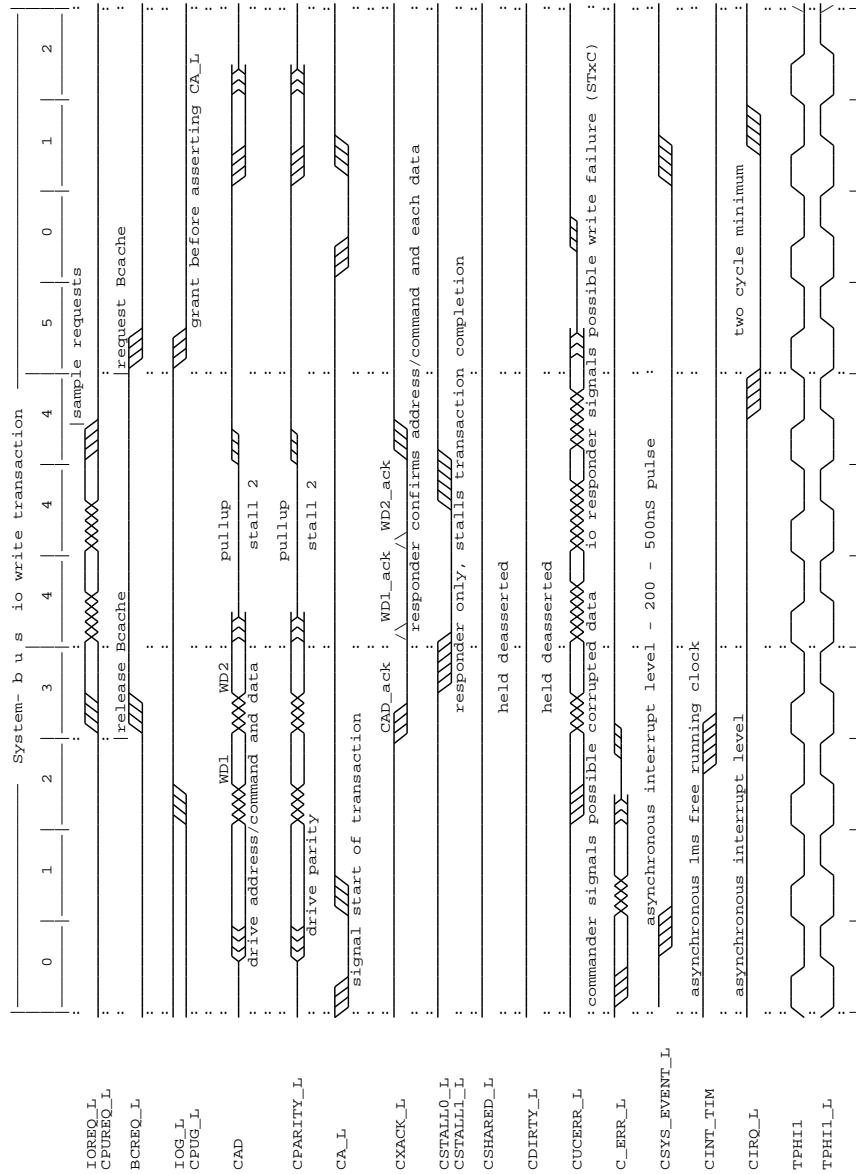 System- b u s  io write transaction
0 1 2 3 4 4 4 5 0 1 2
sample requests
IOREQ_L
CPUREQ_L
release Bcache
request Bcache
BCREQ_L
IOG_L
CPUG_L
grant before asserting CA_L
WD1 WD2 pullup
CAD
drive address/command and data stall 2
pullup
CPARITY_L
drive parity stall 2
CA_L
signal start of transaction
CAD_ack WD1_ack WD2_ack
CXACK_L
responder confirms address/command and each data
CSTALL0_L
CSTALL1_L
responder only, stalls transaction completion
CSHARED_L
held deasserted
CDIRTY_L
held deasserted
CUCERR_L
commander signals possible corrupted data io responder signals possible write failure (STxC)
C_ERR_L
asynchronous interrupt level - 200 - 500nS pulse
CSYS_EVENT_L
asynchronous 1ms free running clock
CINT_TIM
asynchronous interrupt level two cycle minimum
CIRQ_L
TPHI1
TPHI1_L